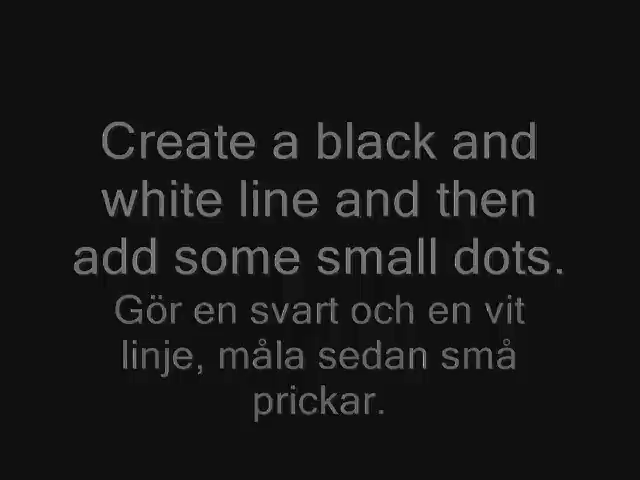 Create a black and
white line and then
add some small dots.
Gör en svart och en vit
linje, måla sedan små
prickar.